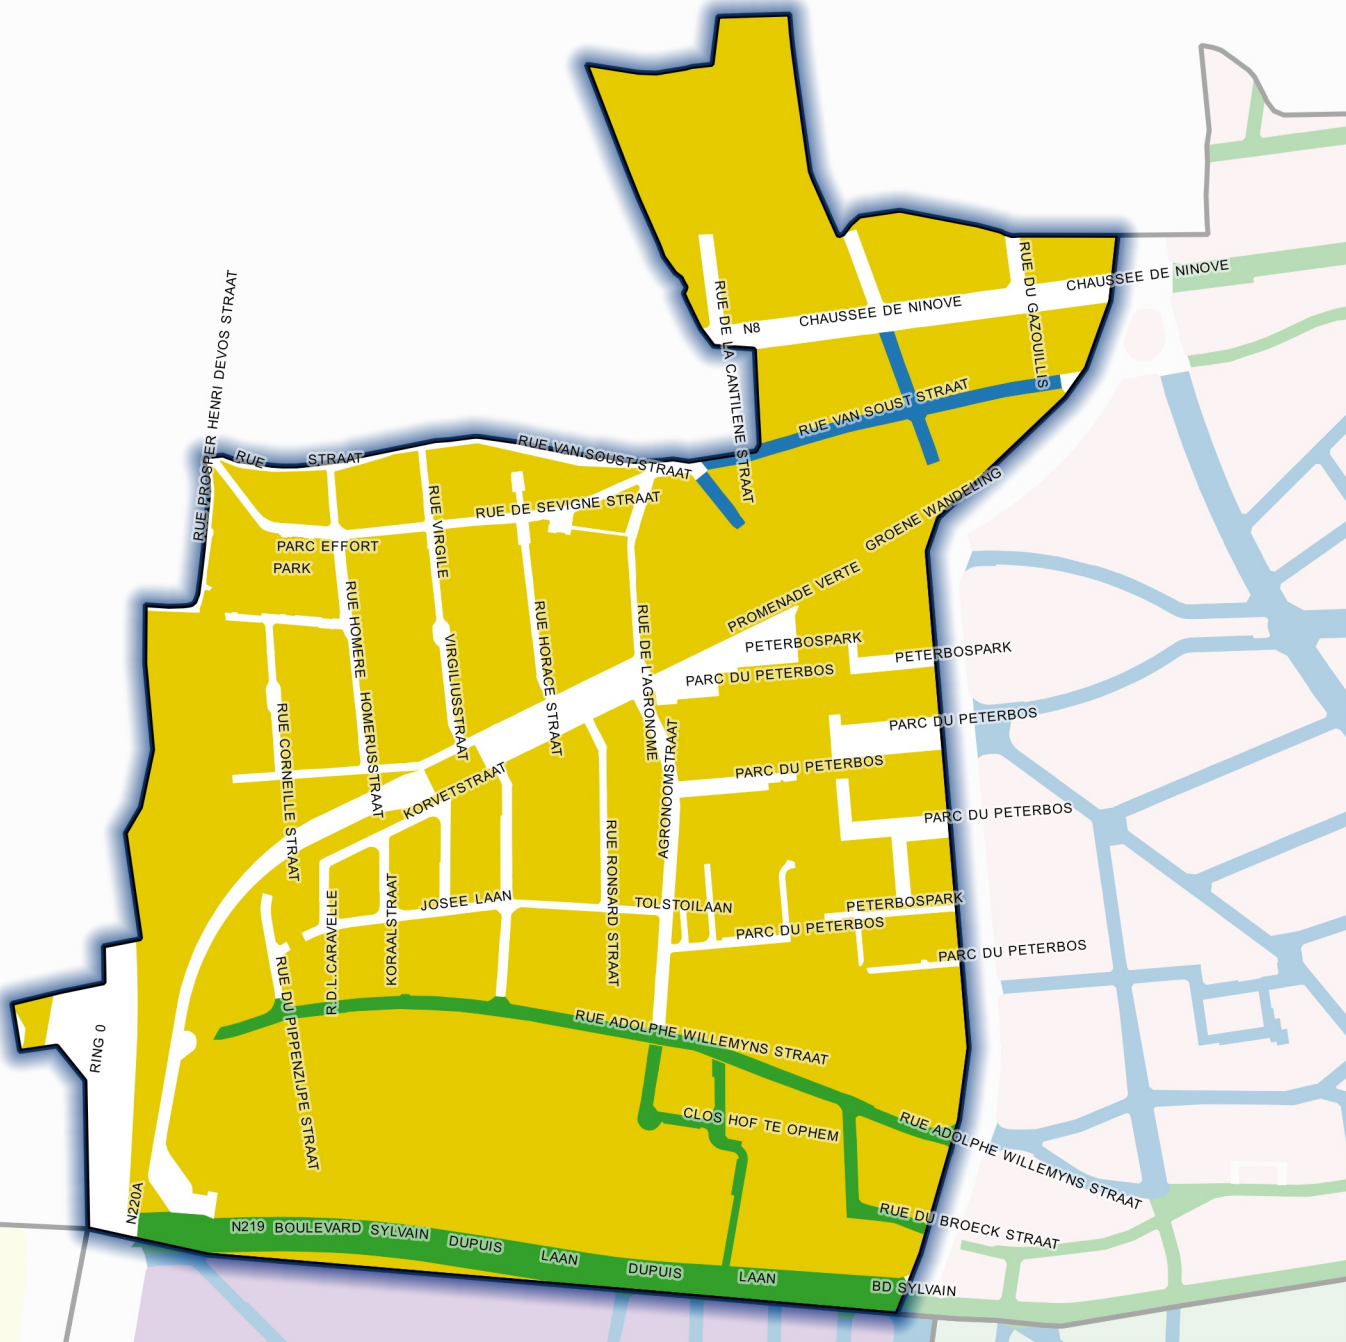 RUE DU GAZOUILLIS
CHAUSSEE DE NINOVE
CHAUSSEE DE NINOVE
N8
RUE DE LA CANTILENE STRAAT
RUE PROSPER HENRI DEVOS STRAAT
RUE VAN SOUST STRAAT
RUE
STRAAT
RUE VAN SOUST STRAAT
RUE VIRGILE
RUE DE SEVIGNE STRAAT
GROENE WANDELING
PARC EFFORT
PARK
PROMENADE VERTE
RUE HOMERE
HOMERUSSTRAAT
VIRGILIUSSTRAAT
RUE HORACE STRAAT
RUE DE L'AGRONOME
PETERBOSPARK
PETERBOSPARK
PARC DU PETERBOS
RUE CORNEILLE STRAAT
PARC DU PETERBOS
AGRONOOMSTRAAT
PARC DU PETERBOS
KORVETSTRAAT
PARC DU PETERBOS
RUE RONSARD STRAAT
R.D.L.CARAVELLE
KORAALSTRAAT
JOSEE LAAN
TOLSTOILAAN
PETERBOSPARK
PARC DU PETERBOS
PARC DU PETERBOS
RUE DU PIPPENZIJPE STRAAT
RING 0
RUE ADOLPHE WILLEMYNS STRAAT
CLOS HOF TE OPHEM
RUE ADOLPHE WILLEMYNS STRAAT
N220A
RUE DU BROECK STRAAT
N219 BOULEVARD SYLVAIN
DUPUIS
LAAN
DUPUIS
LAAN
BD SYLVAIN